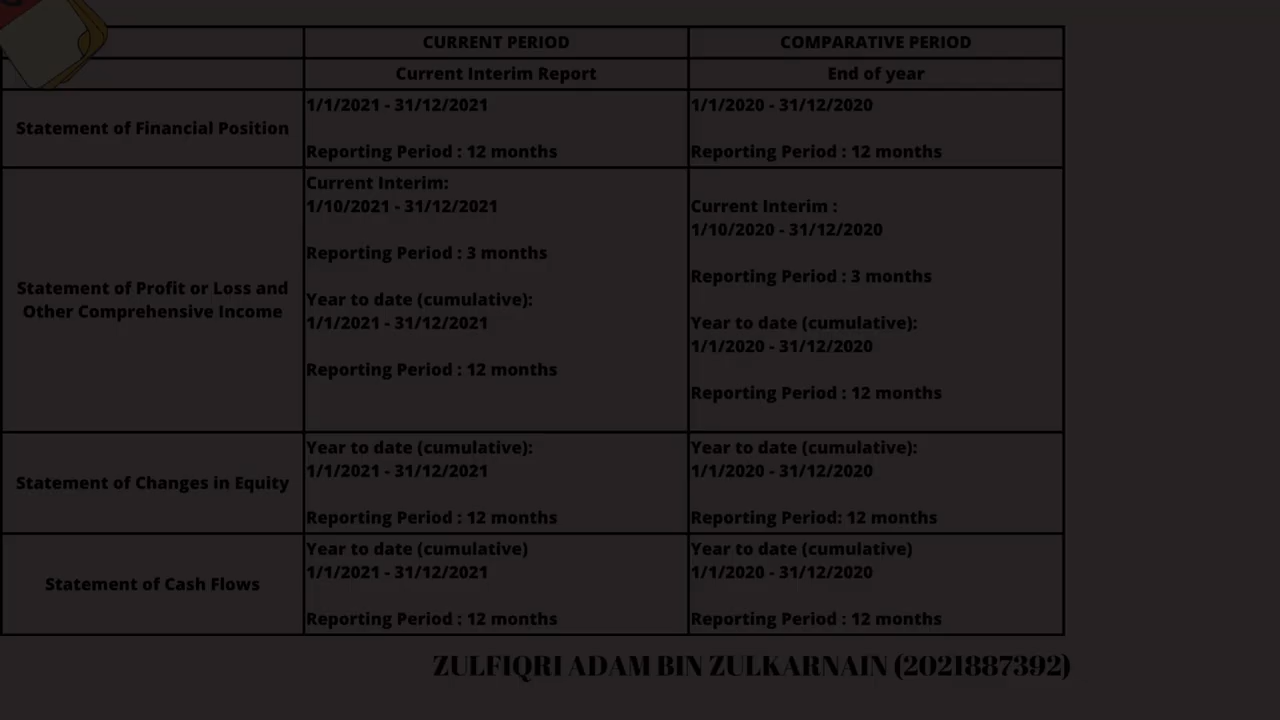 CURRENT PERIOD
COMPARATIVE PERIOD
Current Interim Report
End of year
Statement of Financial Position
1/1/2021 - 31/12/2021
Reporting Period : 12 months
1/1/2020 - 31/12/2020
Reporting Period : 12 months
Statement of Profit or Loss and
Other Comprehensive Income
Current Interim:
1/10/2021 - 31/12/2021
Reporting Period : 3 months
Year to date (cumulative):
1/1/2021 - 31/12/2021
Reporting Period : 12 months
Current Interim :
1/10/2020 - 31/12/2020
Reporting Period : 3 months
Year to date (cumulative):
1/1/2020 - 31/12/2020
Reporting Period : 12 months
Statement of Changes in Equity
Year to date (cumulative):
1/1/2021 - 31/12/2021
Reporting Period : 12 months
Year to date (cumulative):
1/1/2020 - 31/12/2020
Reporting Period: 12 months
Statement of Cash Flows
Year to date (cumulative)
1/1/2021 - 31/12/2021
Reporting Period : 12 months
Year to date (cumulative)
1/1/2020 - 31/12/2020
Reporting Period : 12 months
ZULFIQRI ADAM BIN ZULKARNAIN (2021887392)